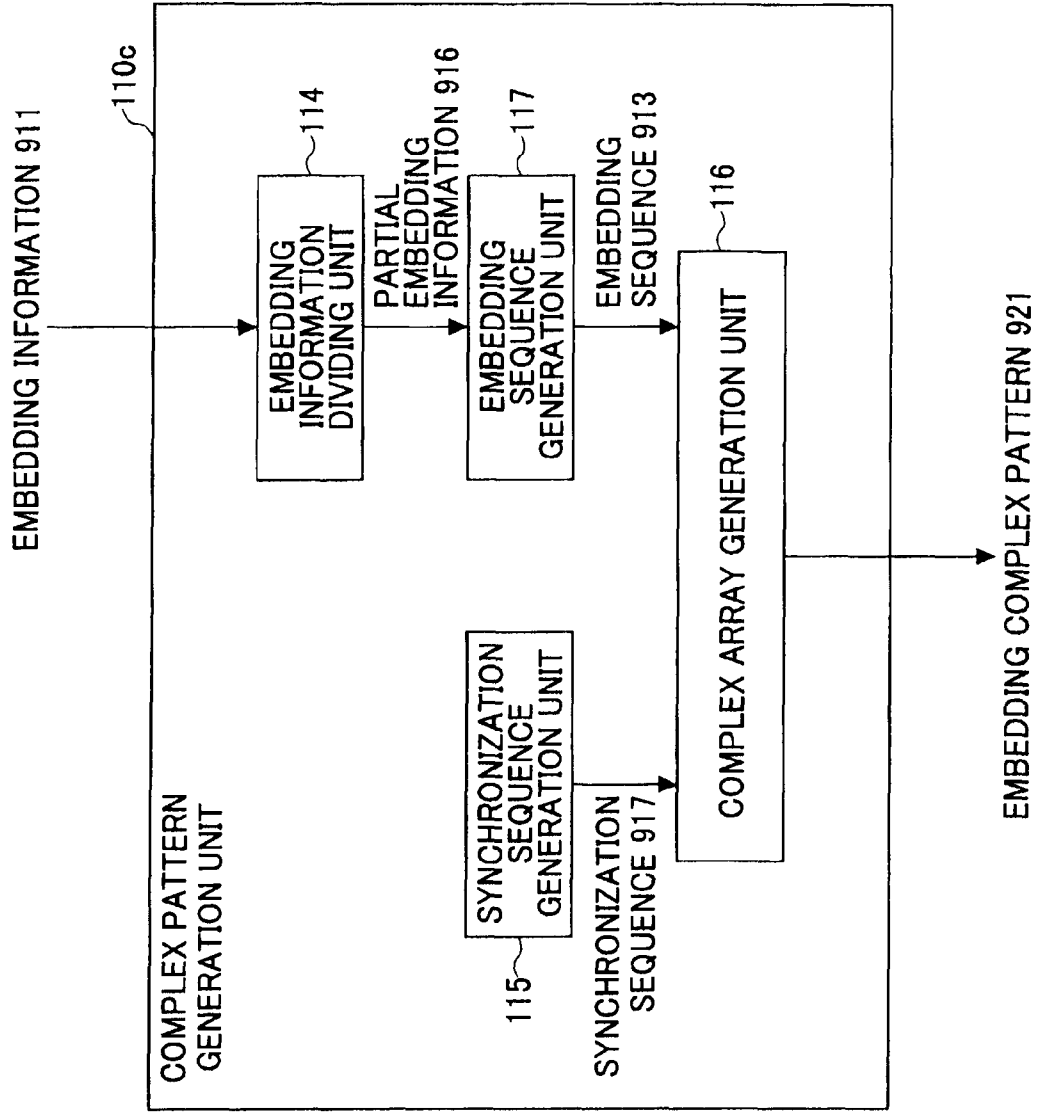 EMBEDDING INFORMATION 911
110c
COMPLEX PATTERN
GENERATION UNIT
114
EMBEDDING
INFORMATION
DIVIDING UNIT
PARTIAL
EMBEDDING
INFORMATION 916
117
EMBEDDING
SEQUENCE
GENERATION UNIT
EMBEDDING
SEQUENCE 913
115
SYNCHRONIZATION
SEQUENCE
GENERATION UNIT
SYNCHRONIZATION
SEQUENCE 917
116
COMPLEX ARRAY GENERATION UNIT
EMBEDDING COMPLEX PATTERN 921